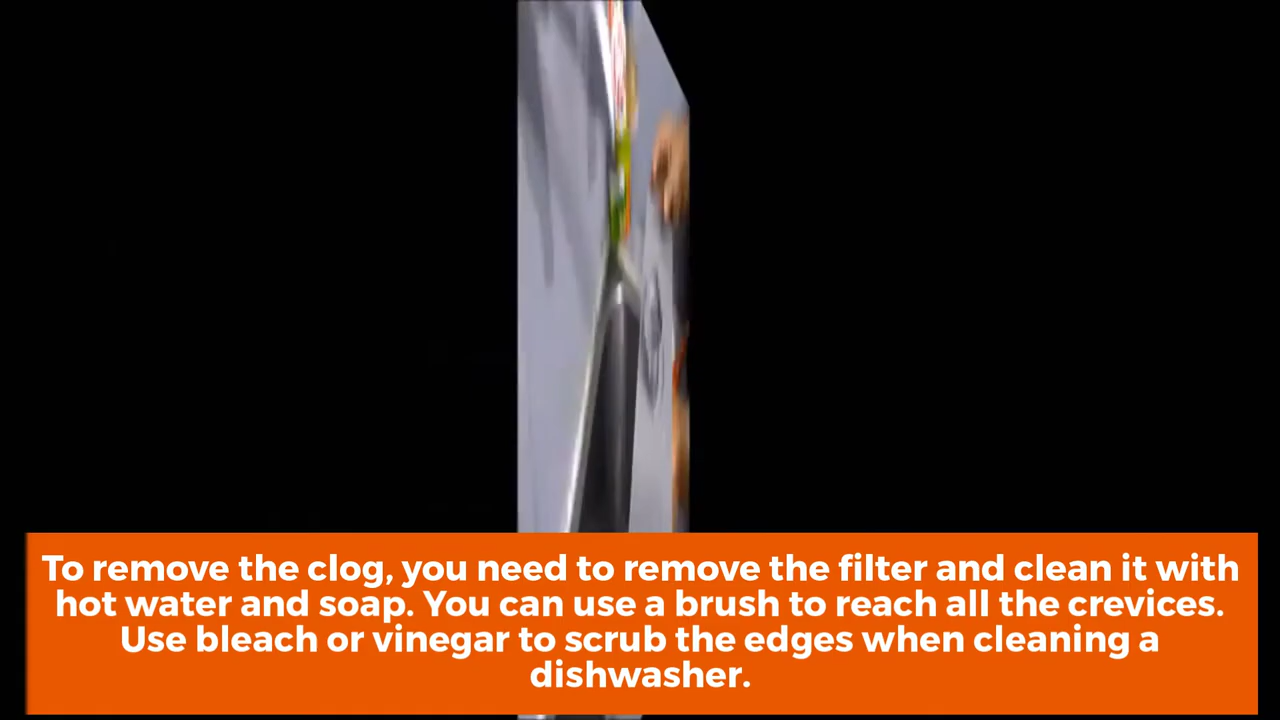 To remove the clog, you need to remove the filter and clean it with
hot water and soap. You can use a brush to reach all the crevices.
Use bleach or vinegar to scrub the edges when cleaning a
dishwasher.